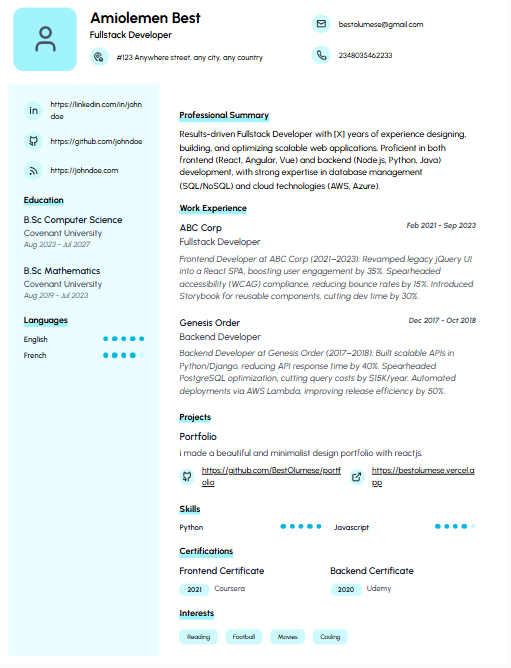 Amiolemen Best
Fullstack Developer
#123 Anywhere street, any city, any country
bestolumese@gmail.com
2348035462233
https://linkedin.com/in/john
doe
https://github.com/johndoe
https://johndoe.com
Education
B.Sc Computer Science
Covenant University
Aug 2023 - Jul 2027
B.Sc Mathematics
Covenant University
Aug 2019 - Jul 2023
Languages
English
French
Professional Summary
Results-driven Fullstack Developer with [X] years of experience designing,
building, and optimizing scalable web applications. Proficient in both
frontend (React, Angular, Vue) and backend (Node.js, Python, Java)
development, with strong expertise in database management
(SQL/NoSQL) and cloud technologies (AWS, Azure).
Work Experience
ABC Corp
Feb 2021 - Sep 2023
Fullstack Developer
Frontend Developer at ABC Corp (2021–2023): Revamped legacy jQuery UI
into a React SPA, boosting user engagement by 35%. Spearheaded
accessibility (WCAG) compliance, reducing bounce rates by 15%. Introduced
Storybook for reusable components, cutting dev time by 30%.
Genesis Order
Dec 2017 - Oct 2018
Backend Developer
Backend Developer at Genesis Order (2017–2018): Built scalable APIs in
Python/Django, reducing API response time by 40%. Spearheaded
PostgreSQL optimization, cutting query costs by $15K/year. Automated
deployments via AWS Lambda, improving release efficiency by 50%.
Projects
Portfolio
i made a beautiful and minimalist design portfolio with reactjs.
https://github.com/BestOlumese/portf
olio
https://bestolumese.vercel.a
pp
Skills
Python
Javascript
Certifications
Frontend Certificate
2021 Coursera
Backend Certificate
2020 Udemy
Interests
Reading Football Movies Coding